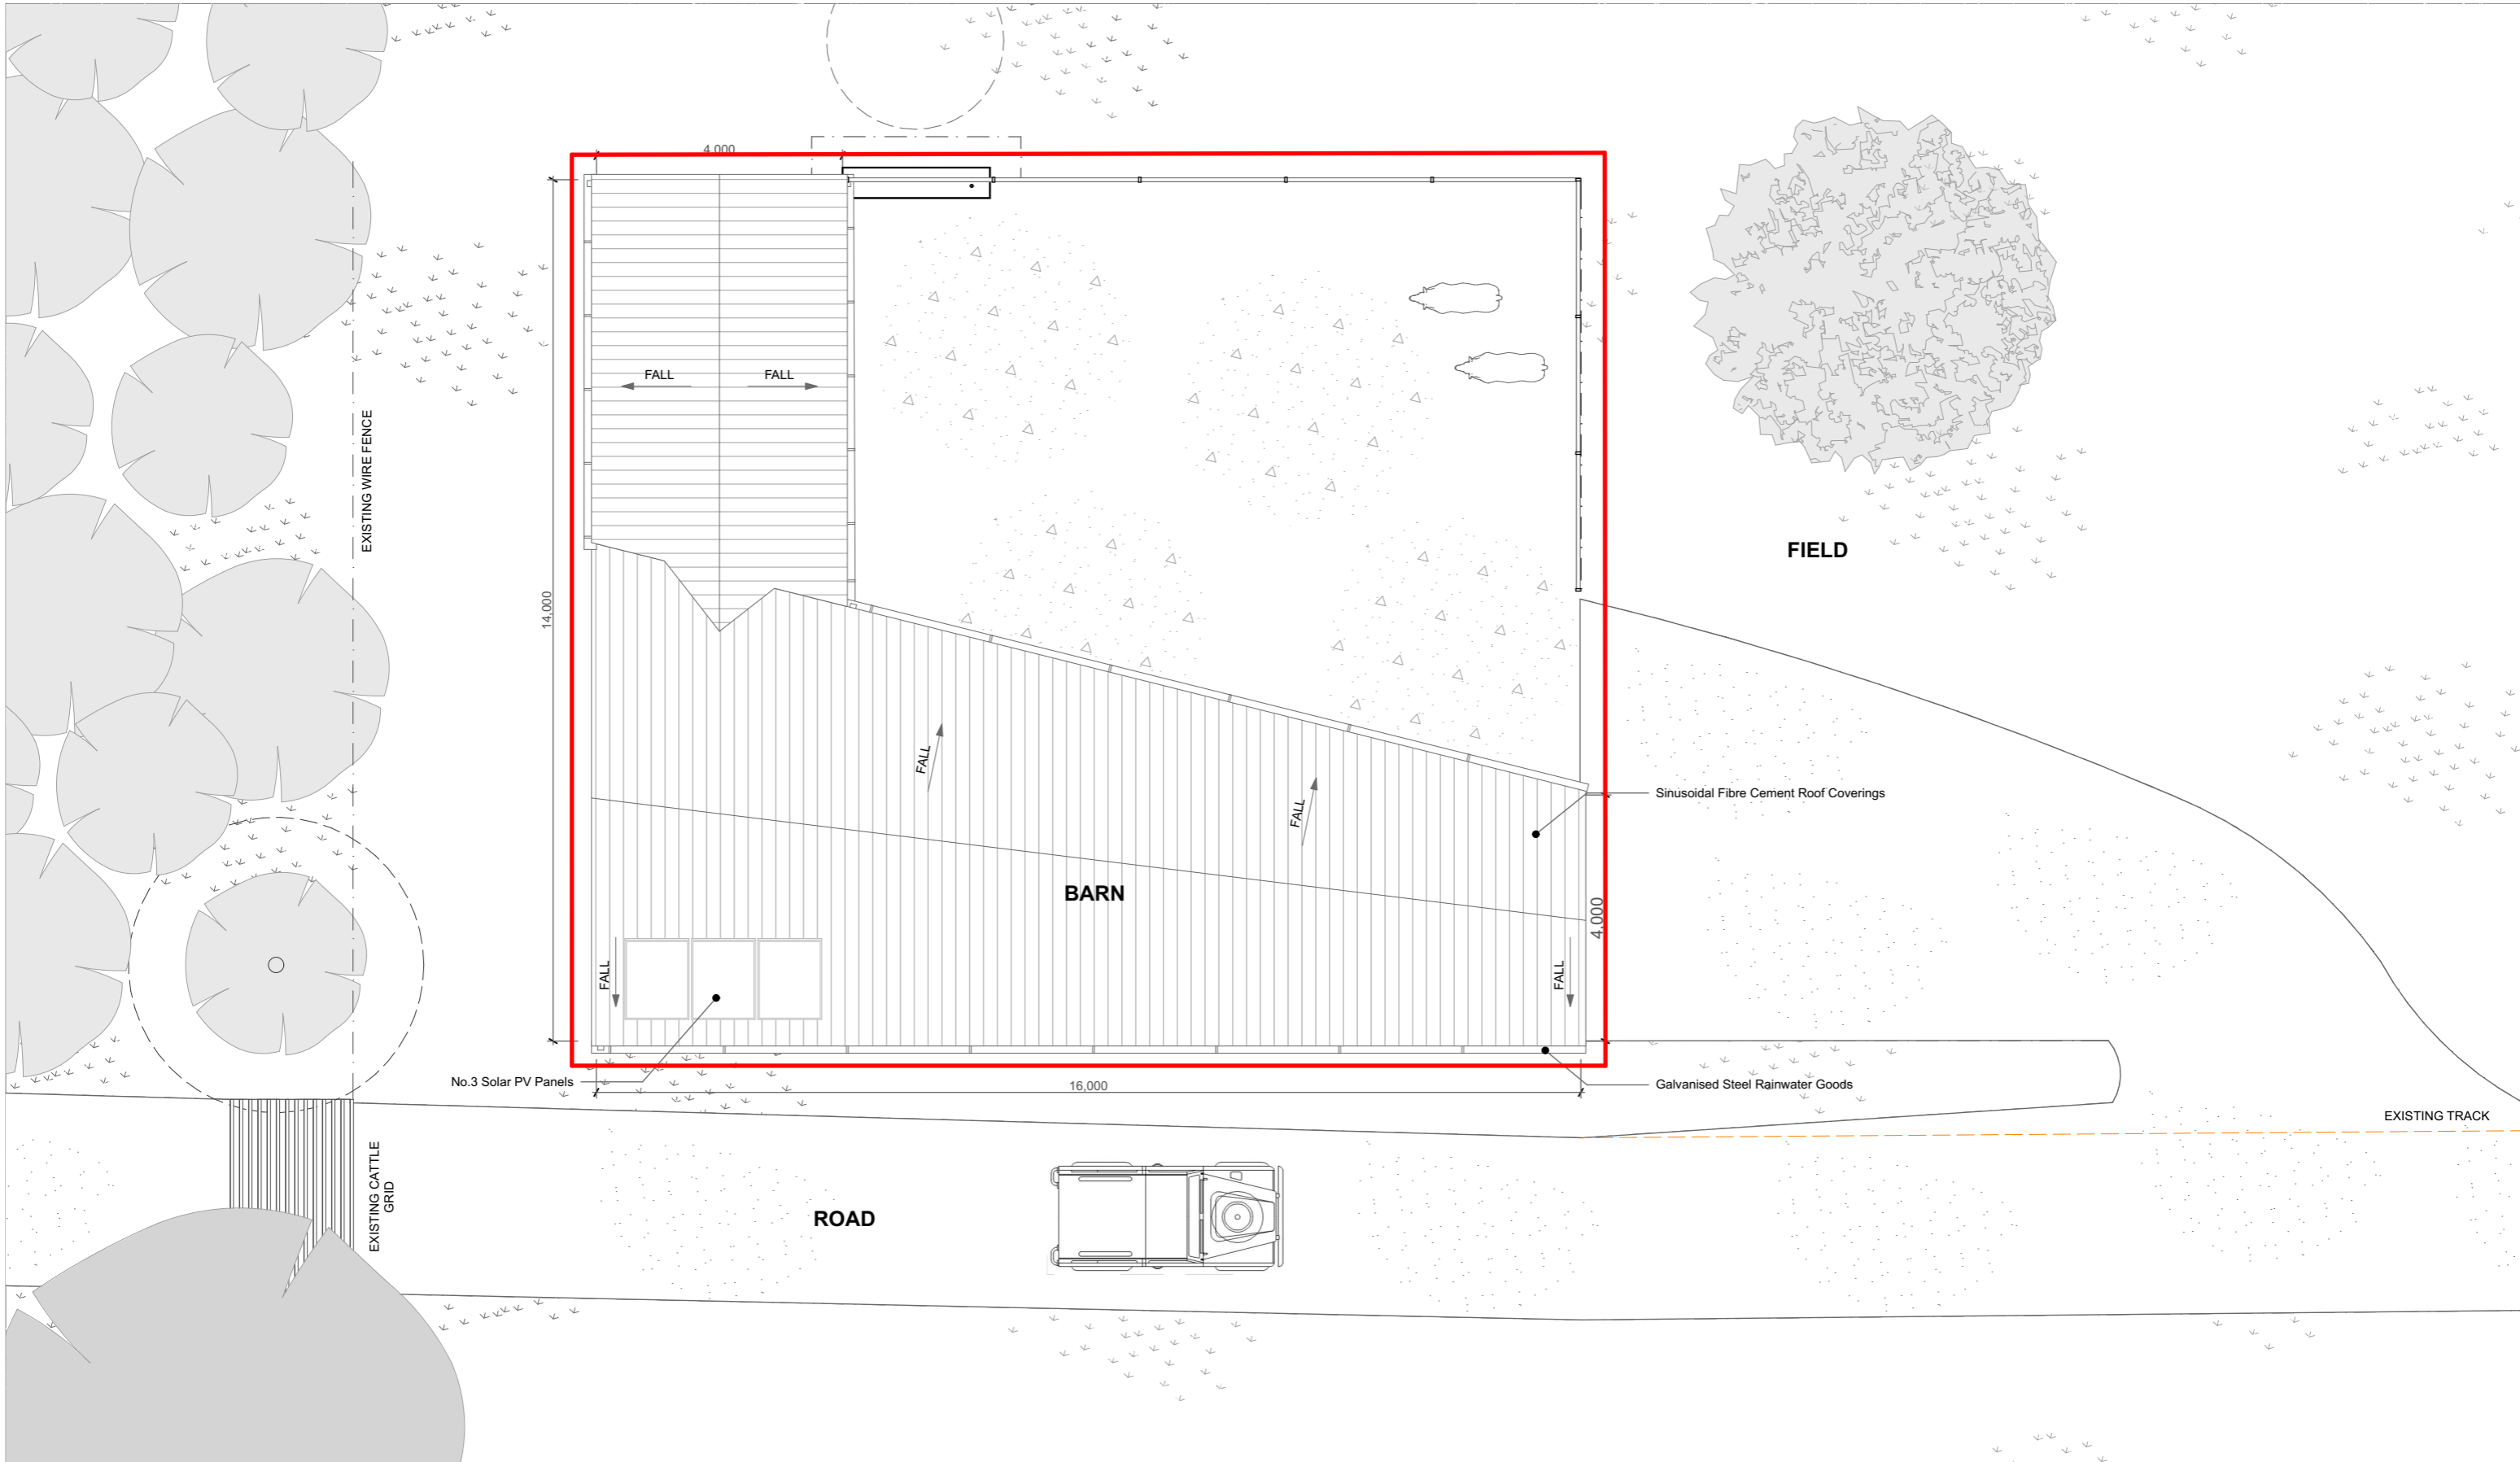 4,000
FALL
FALL
EXISTING WIRE FENCE
FIELD
14,000
FALL
FALL
Sinusoidal Fibre Cement Roof Coverings
BARN
4,000
FALL
FALL
No.3 Solar PV Panels
16,000
Galvanised Steel Rainwater Goods
EXISTING TRACK
EXISTING CATTLE
GRID
ROAD